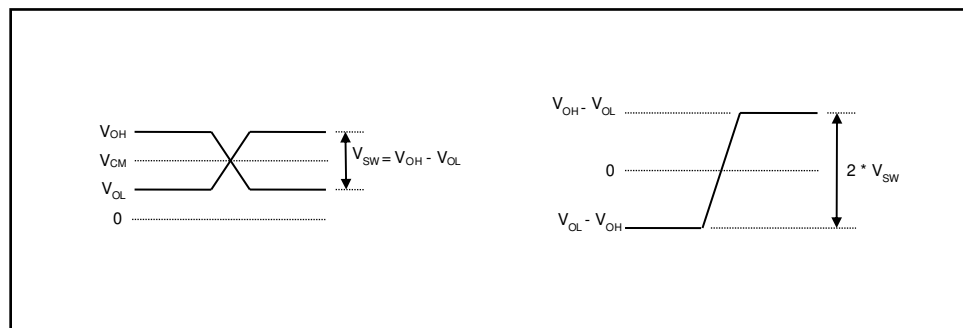 V_OH
V_CM
V_OL
0
V_SW = V_OH - V_OL
V_OH - V_OL
0
V_OL - V_OH
2 * V_SW